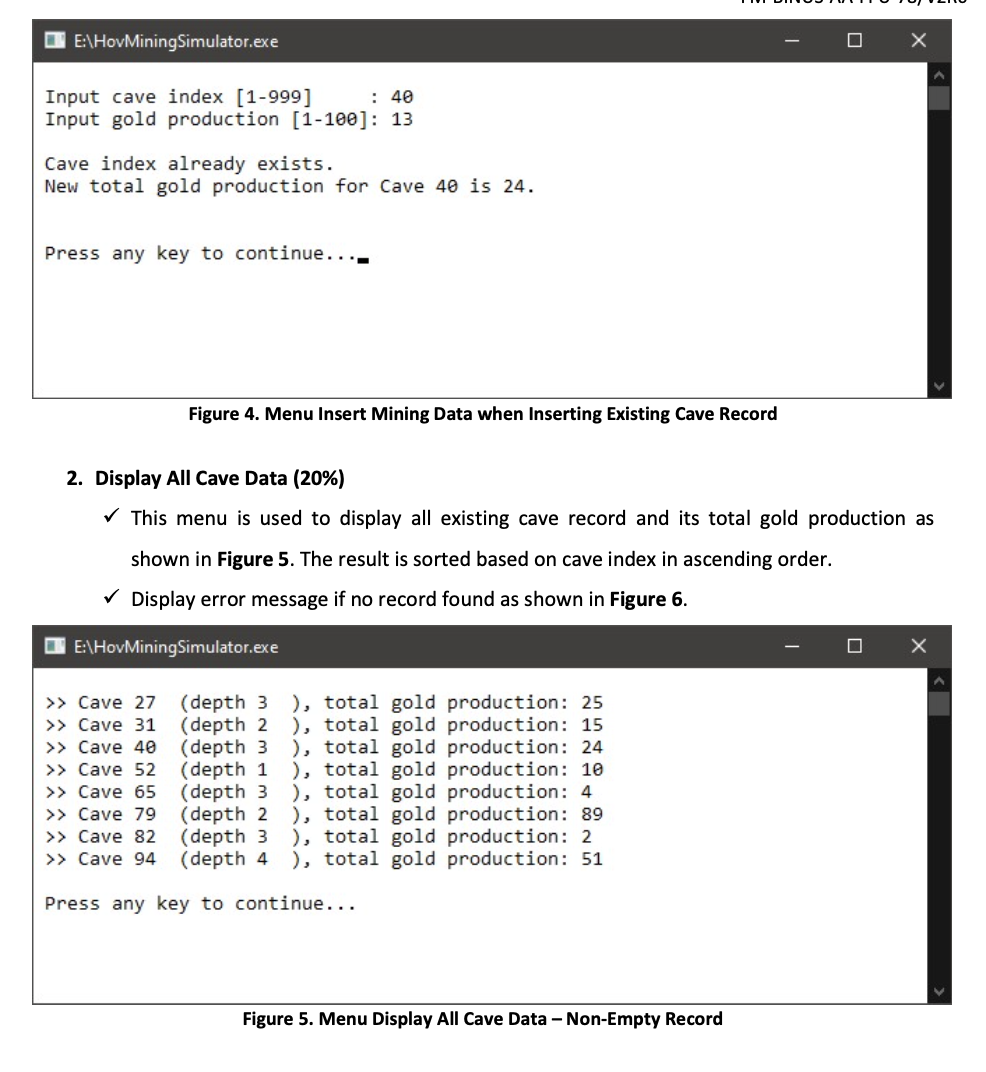 E:\HovMiningSimulator.exe
Input cave index [1-999]     : 40
Input gold production [1-100]: 13
Cave index already exists.
New total gold production for Cave 40 is 24.
Press any key to continue...
Figure 4. Menu Insert Mining Data when Inserting Existing Cave Record
2. Display All Cave Data (20%)
✓ This menu is used to display all existing cave record and its total gold production as
shown in Figure 5. The result is sorted based on cave index in ascending order.
✓ Display error message if no record found as shown in Figure 6.
E:\HovMiningSimulator.exe
>> Cave 27  (depth 3  ), total gold production: 25
>> Cave 31  (depth 2  ), total gold production: 15
>> Cave 40  (depth 3  ), total gold production: 24
>> Cave 52  (depth 1  ), total gold production: 10
>> Cave 65  (depth 3  ), total gold production: 4
>> Cave 79  (depth 2  ), total gold production: 89
>> Cave 82  (depth 3  ), total gold production: 2
>> Cave 94  (depth 4  ), total gold production: 51
Press any key to continue...
Figure 5. Menu Display All Cave Data – Non-Empty Record